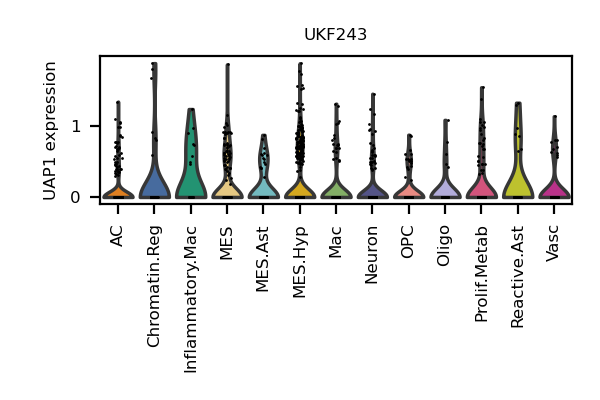 UKF243
UAP1 expression
1
0
AC
Chromatin.Reg
Inflammatory.Mac
MES
MES.Ast
MES.Hyp
Mac
Neuron
OPC
Oligo
Prolif.Metab
Reactive.Ast
Vasc